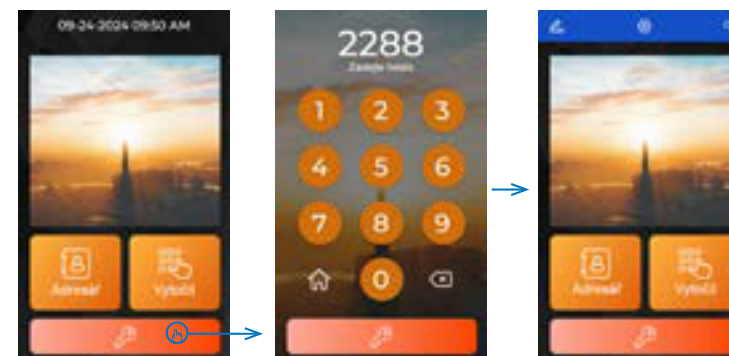 09-24-2024 09:50 AM
Adresář
Vytočit
2288
Zadejte heslo
1 2 3
4 5 6
7 8 9
0
Adresář
Vytočit